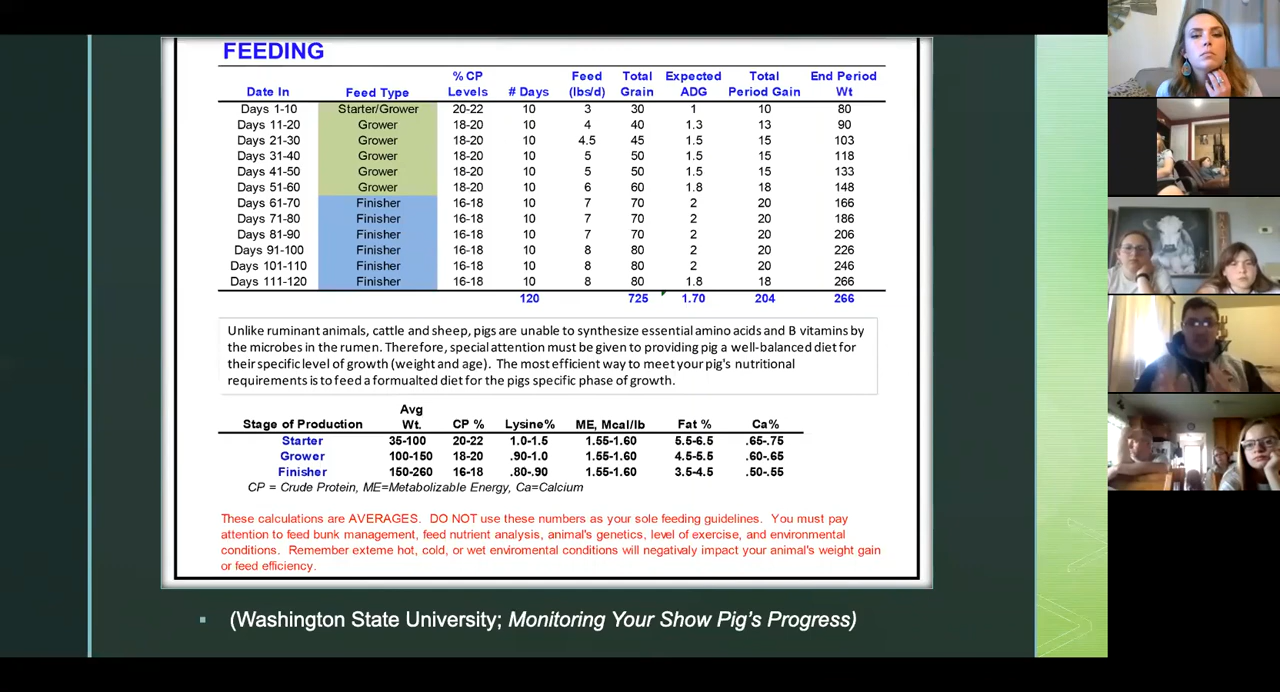 FEEDING
Date In Feed Type % CP Levels # Days Feed (lbs/d) Total Grain Expected ADG Total Period Gain End Period Wt
Days 1-10 Starter/Grower 20-22 10 3 30 1 10 80
Days 11-20 Grower 18-20 10 4 40 1.3 13 90
Days 21-30 Grower 18-20 10 4.5 45 1.5 15 103
Days 31-40 Grower 18-20 10 5 50 1.5 15 118
Days 41-50 Grower 18-20 10 5 50 1.5 15 133
Days 51-60 Grower 18-20 10 6 60 1.8 18 148
Days 61-70 Finisher 16-18 10 7 70 2 20 166
Days 71-80 Finisher 16-18 10 7 70 2 20 186
Days 81-90 Finisher 16-18 10 7 70 2 20 206
Days 91-100 Finisher 16-18 10 8 80 2 20 226
Days 101-110 Finisher 16-18 10 8 80 2 20 246
Days 111-120 Finisher 16-18 10 8 80 1.8 18 266
120 725 1.70 204 266
Unlike ruminant animals, cattle and sheep, pigs are unable to synthesize essential amino acids and B vitamins by
the microbes in the rumen. Therefore, special attention must be given to providing pig a well-balanced diet for
their specific level of growth (weight and age). The most efficient way to meet your pig's nutritional
requirements is to feed a formualted diet for the pigs specific phase of growth.
Stage of Production Avg Wt. CP % Lysine% ME, Mcal/lb Fat % Ca%
Starter 35-100 20-22 1.0-1.5 1.55-1.60 5.5-6.5 .65-.75
Grower 100-150 18-20 .90-1.0 1.55-1.60 4.5-5.5 .60-.65
Finisher 150-260 16-18 .80-.90 1.55-1.60 3.5-4.5 .50-.55
CP = Crude Protein, ME=Metabolizable Energy, Ca=Calcium
These calculations are AVERAGES. DO NOT use these numbers as your sole feeding guidelines. You must pay
attention to feed bunk management, feed nutrient analysis, animal's genetics, level of exercise, and environmental
conditions. Remember exteme hot, cold, or wet enviromental conditions will negativaly impact your animal's weight gain
or feed efficiency.
▪ (Washington State University; Monitoring Your Show Pig's Progress)